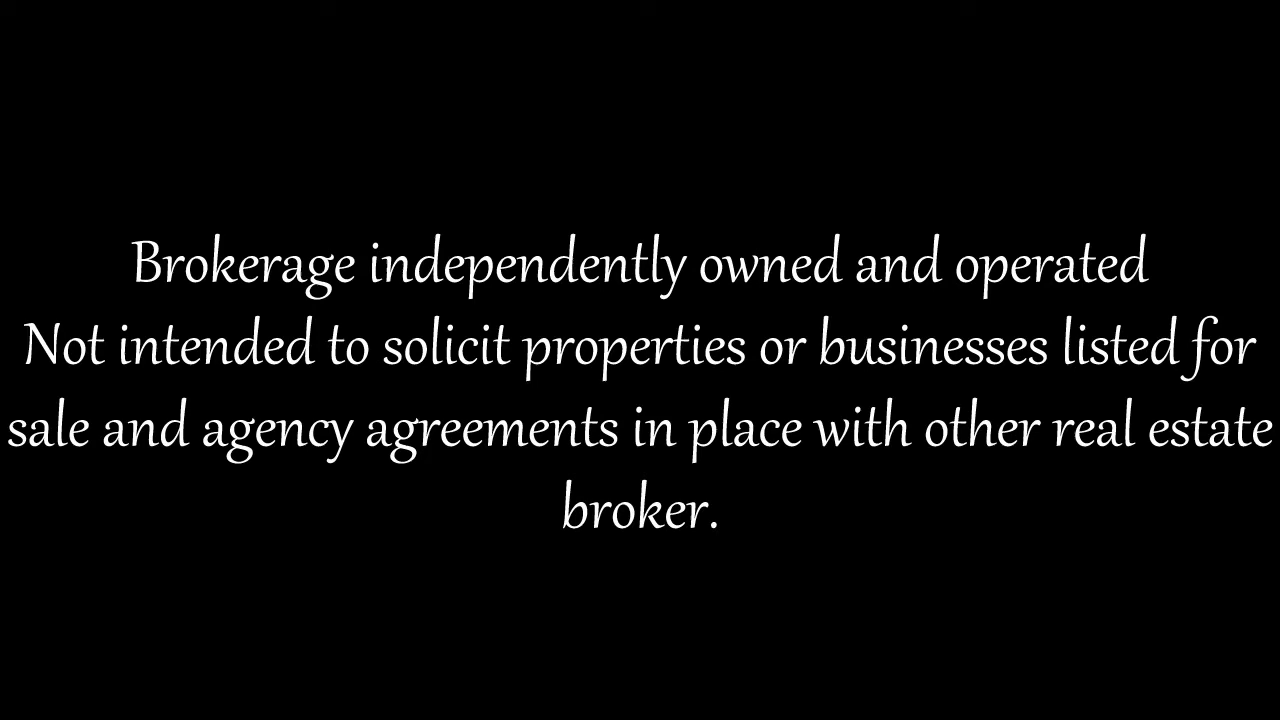 Brokerage independently owned and operated
Not intended to solicit properties or businesses listed for
sale and agency agreements in place with other real estate
broker.